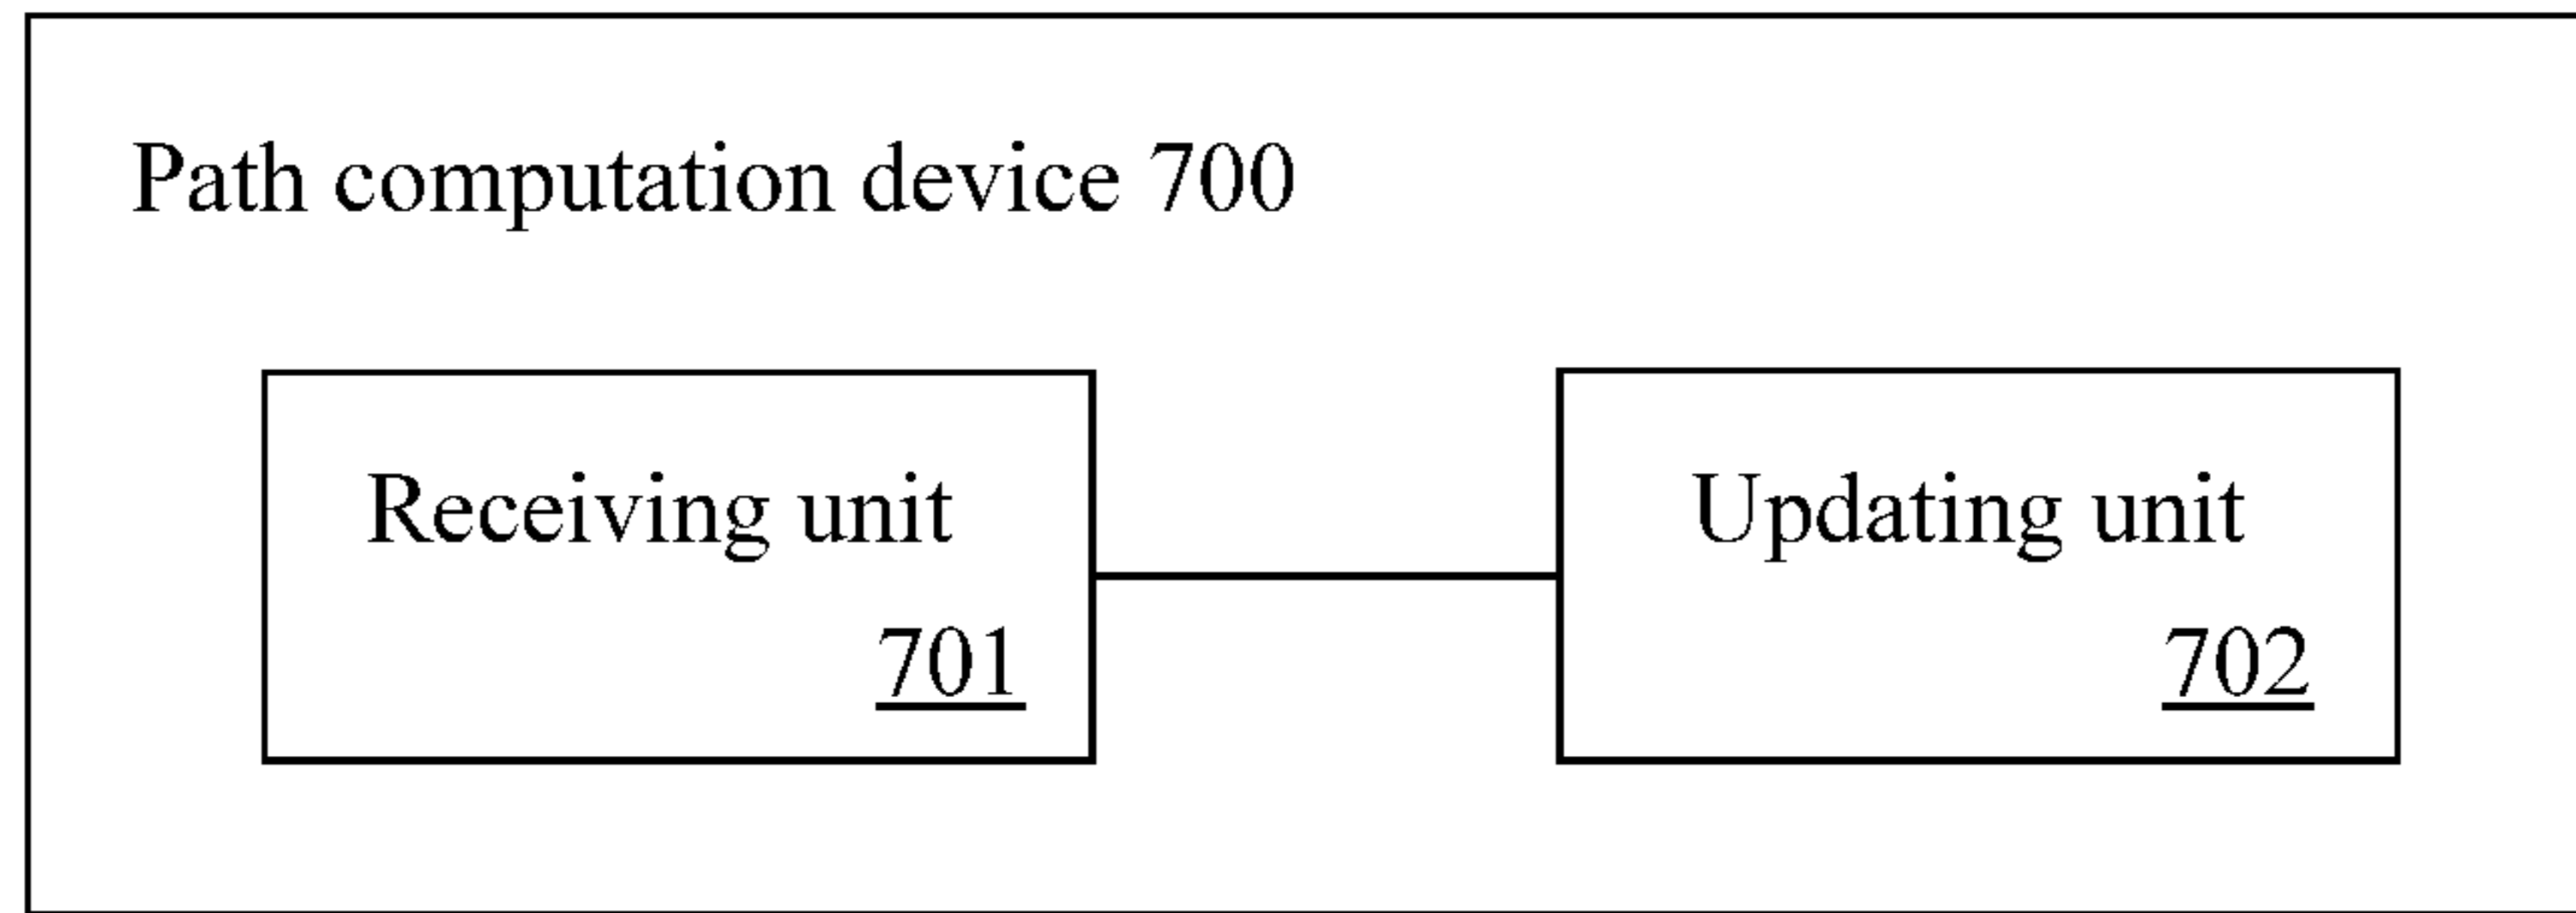 Path computation device 700
Receiving unit
701
Updating unit
702